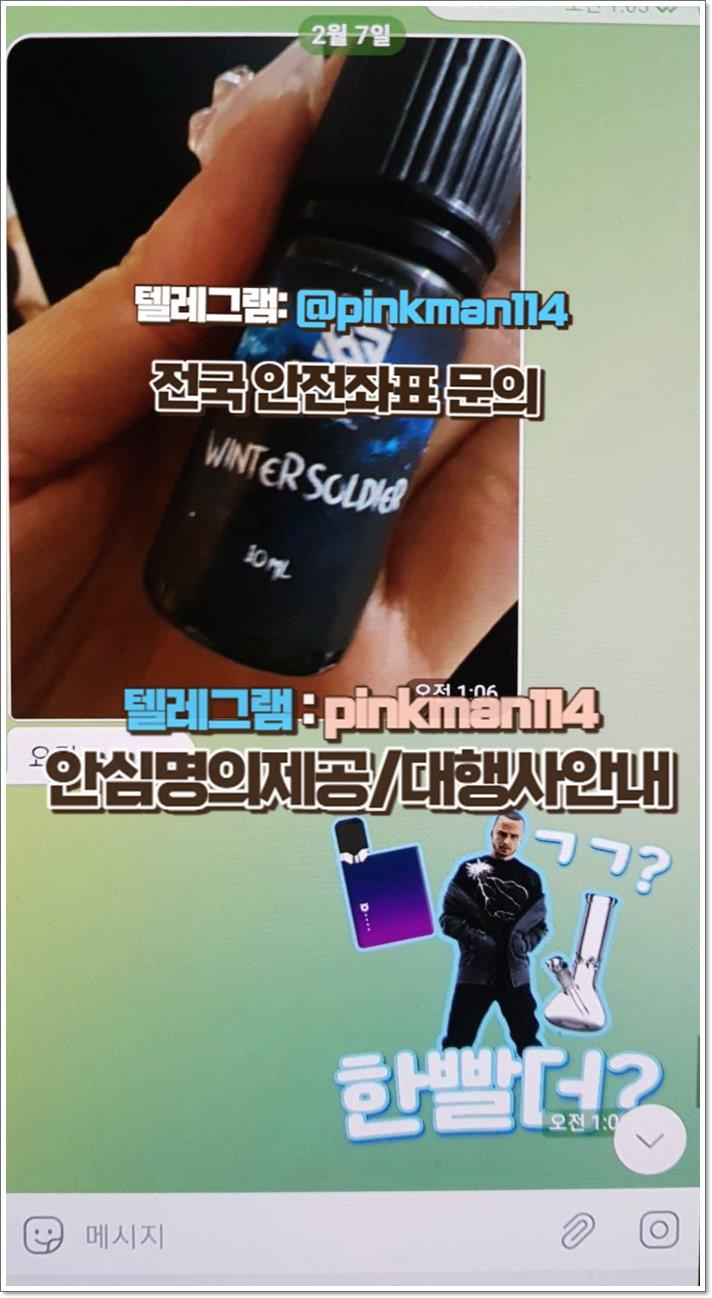 2월 7일
텔레그램: @pinkman114
전국 안전좌표 문의
WINTER SOLDIER
10ML
오전 1:06
텔레그램 : pinkman114
안심명의제공/대행사안내
ㄱㄱ?
한빨더?
오전
메시지